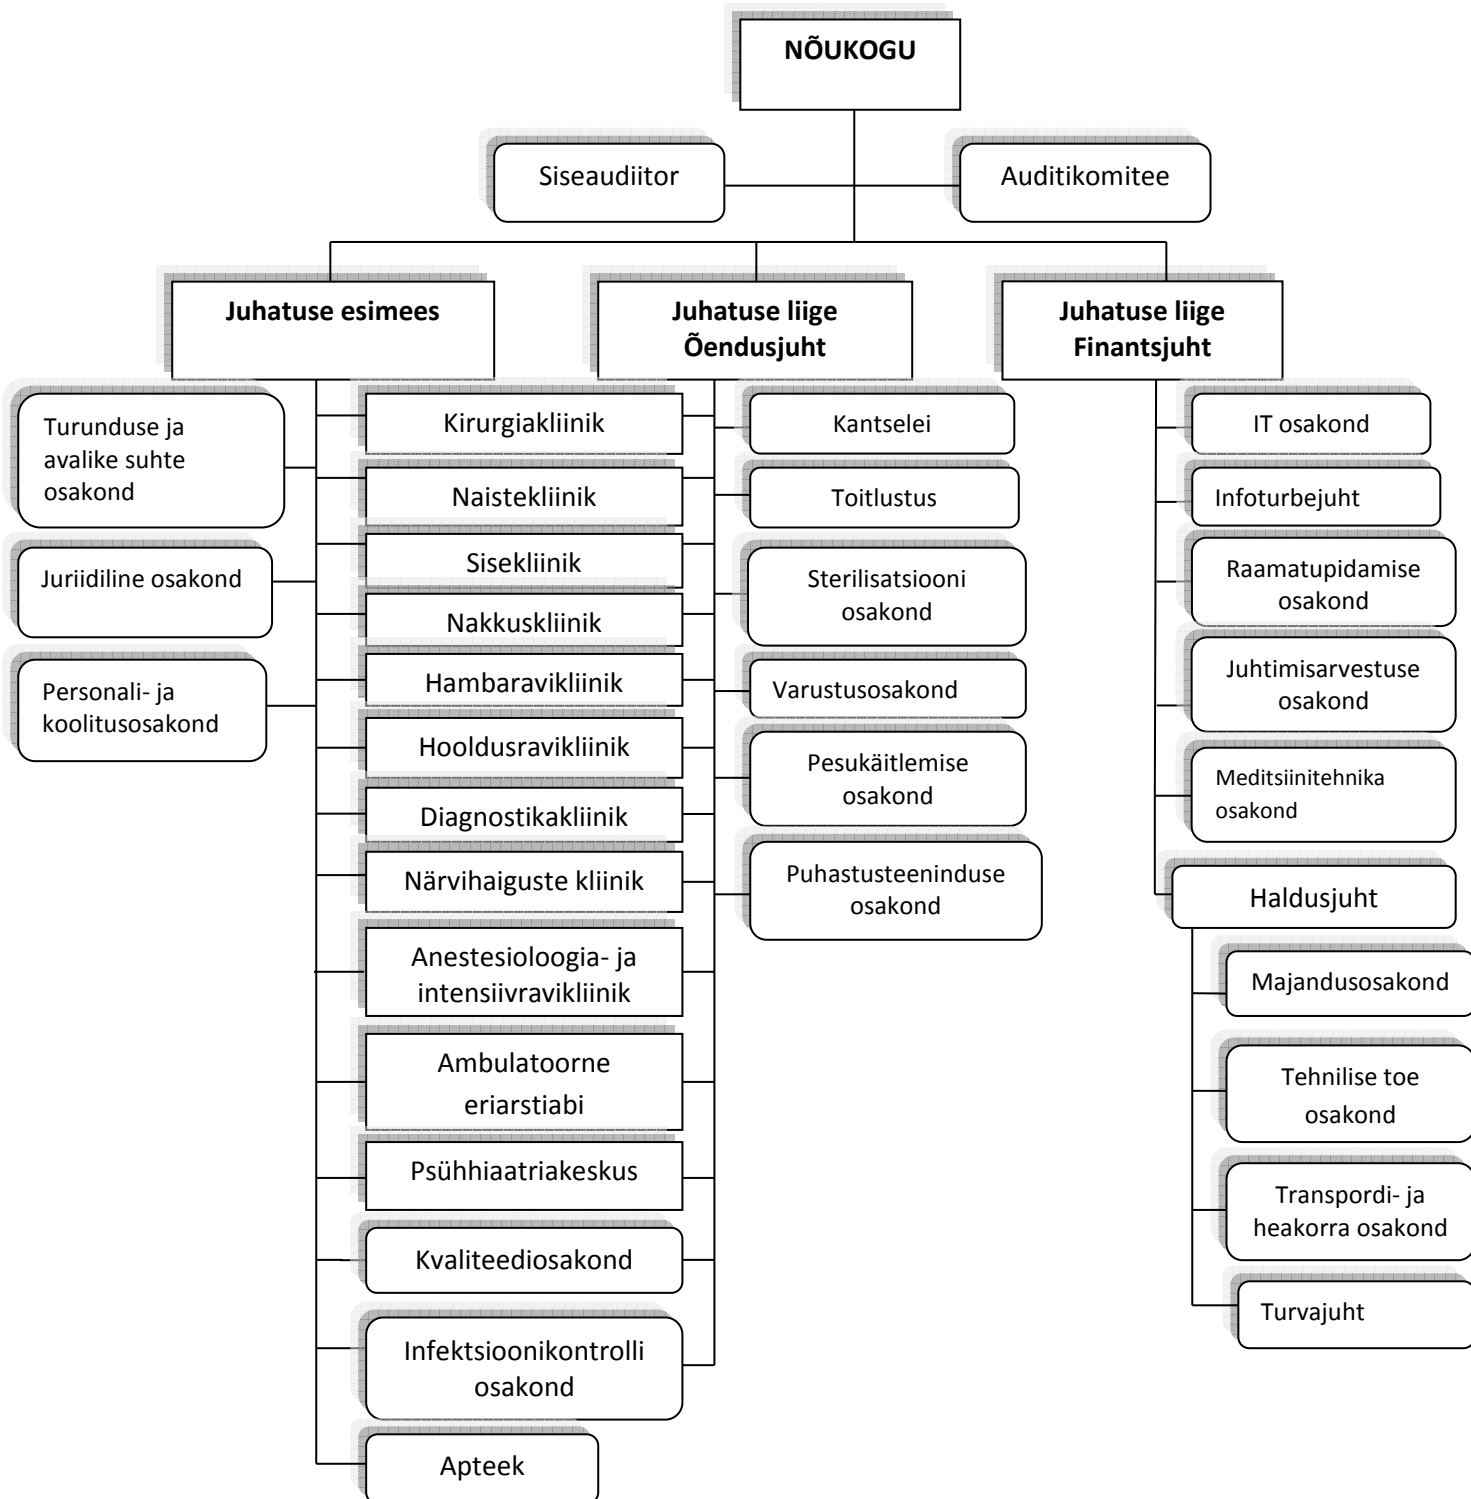 NÕUKOGU
Siseaudiitor
Auditikomitee
Juhatuse esimees
Juhatuse liige
Õendusjuht
Juhatuse liige
Finantsjuht
Turunduse ja
avalike suhte
osakond
Juriidiline osakond
Personali- ja
koolitusosakond
Kirurgiakliinik
Naistekliinik
Sisekliinik
Nakkuskliinik
Hambaravikliinik
Hooldusravikliinik
Diagnostikakliinik
Närvihaiguste kliinik
Anestesioloogia- ja
intensiivravikliinik
Ambulatoorne
eriarstiabi
Psühhiaatriakeskus
Kvaliteediosakond
Infektsioonikontrolli
osakond
Apteek
Kantselei
Toitlustus
Sterilisatsiooni
osakond
Varustusosakond
Pesukäitlemise
osakond
Puhastusteeninduse
osakond
IT osakond
Infoturbejuht
Raamatupidamise
osakond
Juhtimisarvestuse
osakond
Meditsiinitehnika
osakond
Haldusjuht
Majandusosakond
Tehnilise toe
osakond
Transpordi- ja
heakorra osakond
Turvajuht